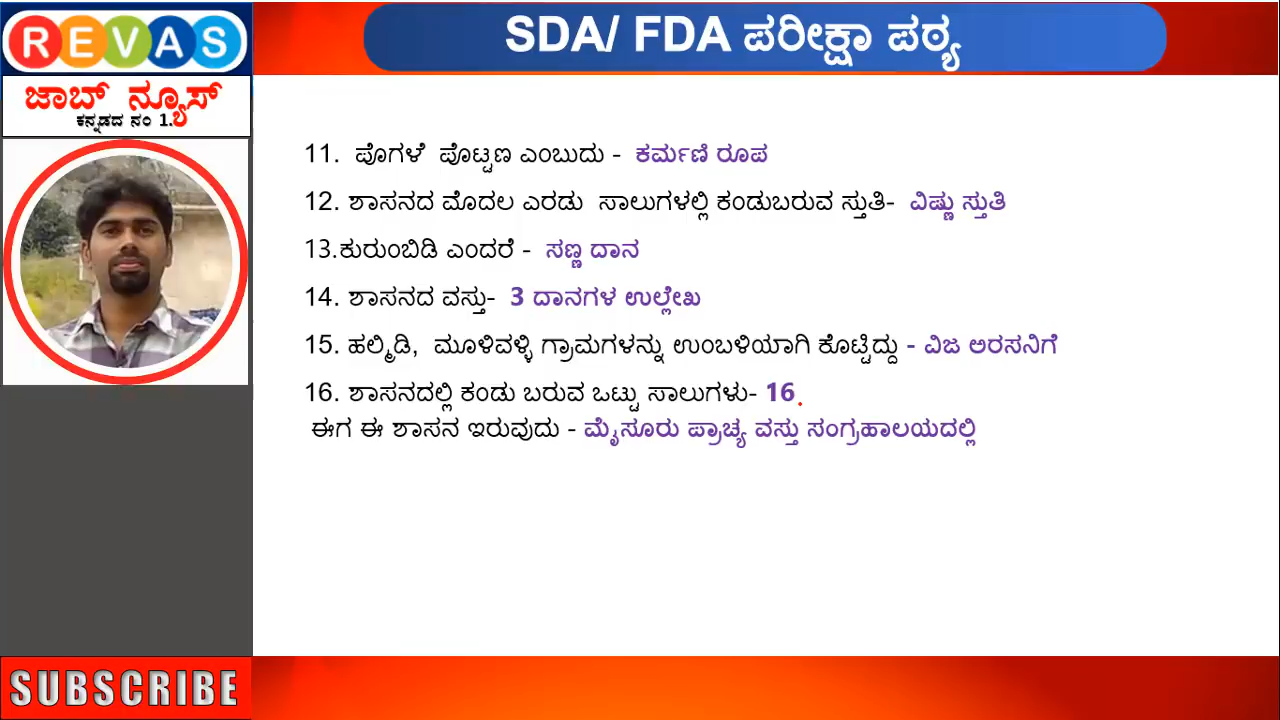 REVAS
SDA/ FDA ಪರೀಕ್ಷಾ ಪಠ್ಯ
ಜಾಬ್ ನ್ಯೂಸ್
ಕನ್ನಡದ ನಂ 1.
11. ಪೊಗಳೆ ಪೊಟ್ಟಣ ಎಂಬುದು - ಕರ್ಮಣಿ ರೂಪ
12. ಶಾಸನದ ಮೊದಲ ಎರಡು ಸಾಲುಗಳಲ್ಲಿ ಕಂಡುಬರುವ ಸ್ತುತಿ- ವಿಷ್ಣು ಸ್ತುತಿ
13.ಕುರುಂಬಿಡಿ ಎಂದರೆ - ಸಣ್ಣ ದಾನ
14. ಶಾಸನದ ವಸ್ತು- 3 ದಾನಗಳ ಉಲ್ಲೇಖ
15. ಹಲ್ಮಿಡಿ, ಮೂಳಿವಳ್ಳಿ ಗ್ರಾಮಗಳನ್ನು ಉಂಬಳಿಯಾಗಿ ಕೊಟ್ಟಿದ್ದು - ವಿಜ ಅರಸನಿಗೆ
16. ಶಾಸನದಲ್ಲಿ ಕಂಡು ಬರುವ ಒಟ್ಟು ಸಾಲುಗಳು- 16
ಈಗ ಈ ಶಾಸನ ಇರುವುದು - ಮೈಸೂರು ಪ್ರಾಚ್ಯ ವಸ್ತು ಸಂಗ್ರಹಾಲಯದಲ್ಲಿ
SUBSCRIBE